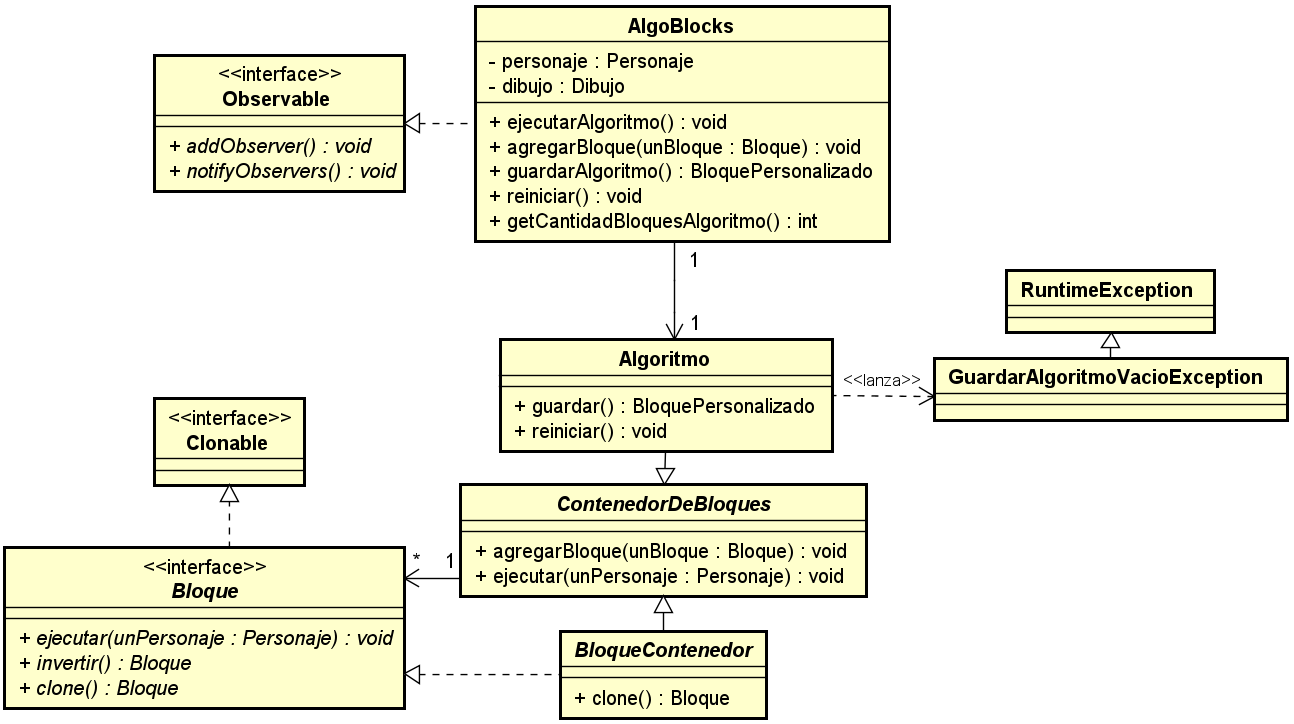 AlgoBlocks
- personaje : Personaje
- dibujo : Dibujo
+ ejecutarAlgoritmo() : void
+ agregarBloque(unBloque : Bloque) : void
+ guardarAlgoritmo() : BloquePersonalizado
+ reiniciar() : void
+ getCantidadBloquesAlgoritmo() : int
<<interface>>
Observable
+ addObserver() : void
+ notifyObservers() : void
1
1
RuntimeException
Algoritmo
+ guardar() : BloquePersonalizado
+ reiniciar() : void
<<lanza>>
GuardarAlgoritmoVacioException
<<interface>>
Clonable
ContenedorDeBloques
+ agregarBloque(unBloque : Bloque) : void
+ ejecutar(unPersonaje : Personaje) : void
* 1
<<interface>>
Bloque
+ ejecutar(unPersonaje : Personaje) : void
+ invertir() : Bloque
+ clone() : Bloque
BloqueContenedor
+ clone() : Bloque